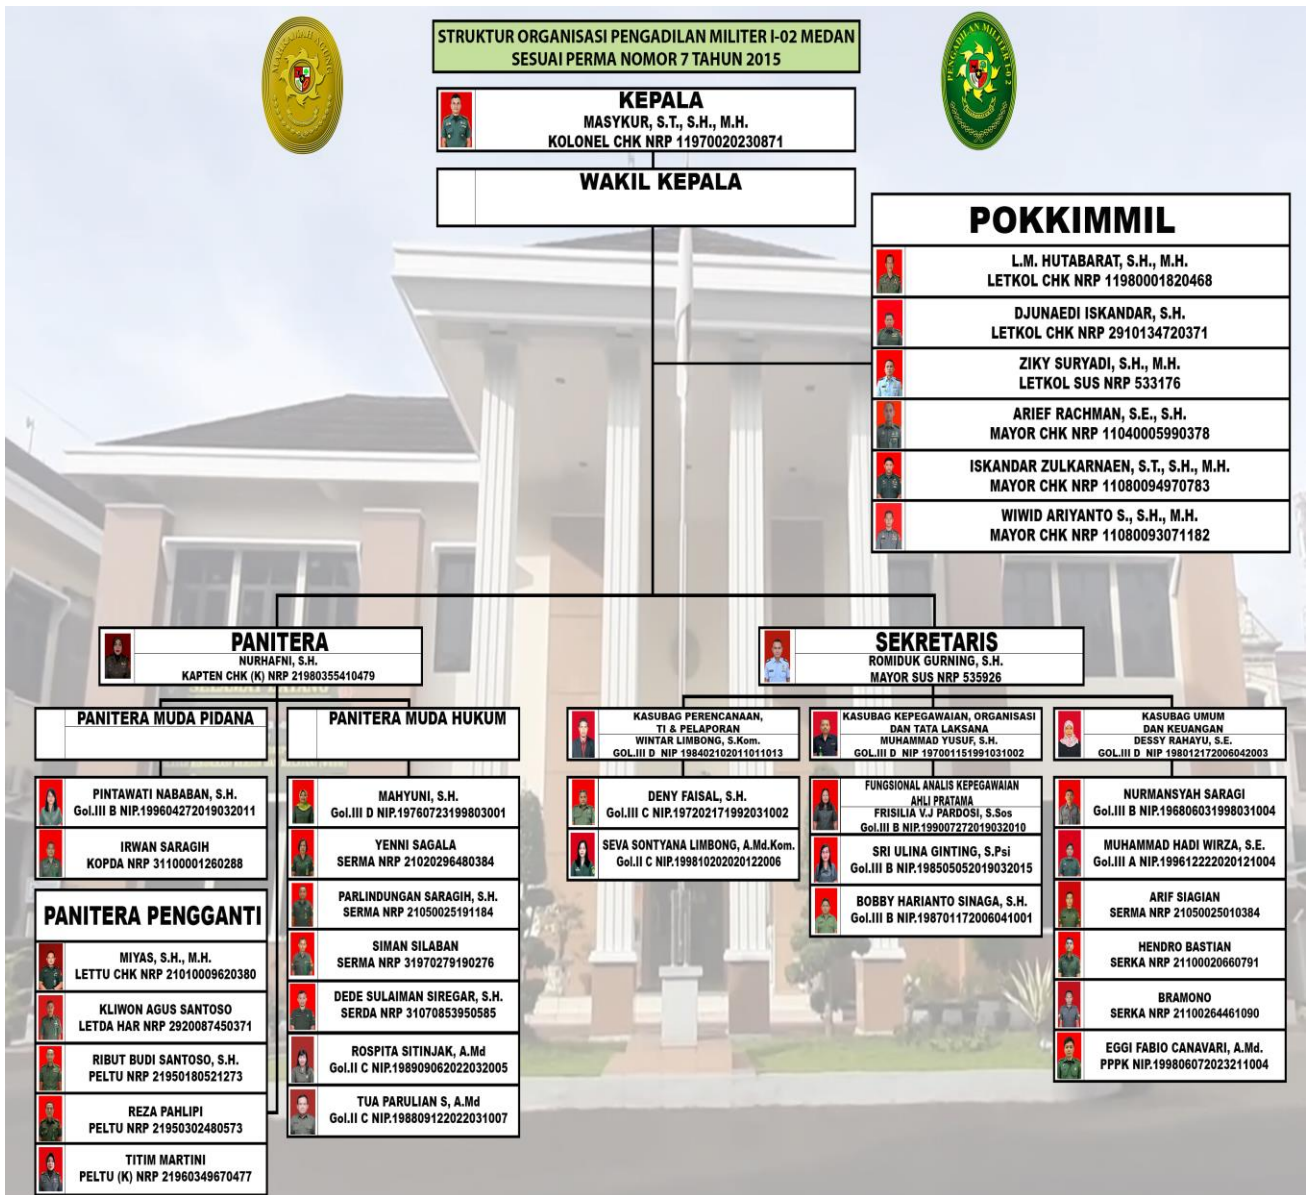 MAHKAMAH AGUNG
STRUKTUR ORGANISASI PENGADILAN MILITER I-02 MEDAN
SESUAI PERMA NOMOR 7 TAHUN 2015
PENGADILAN MILITER I-02
KEPALA
MASYKUR, S.T., S.H., M.H.
KOLONEL CHK NRP 11970020230871
WAKIL KEPALA
POKKIMMIL
L.M. HUTABARAT, S.H., M.H.
LETKOL CHK NRP 11980001820468
DJUNAEDI ISKANDAR, S.H.
LETKOL CHK NRP 2910134720371
ZIKY SURYADI, S.H., M.H.
LETKOL SUS NRP 533176
ARIEF RACHMAN, S.E., S.H.
MAYOR CHK NRP 11040005990378
ISKANDAR ZULKARNAEN, S.T., S.H., M.H.
MAYOR CHK NRP 11080094970783
WIWID ARIYANTO S., S.H., M.H.
MAYOR CHK NRP 11080093071182
PANITERA
NURHAFNI, S.H.
KAPTEN CHK (K) NRP 21980355410479
SELAMAT DATANG
SEKRETARIS
ROMIDUK GURNING, S.H.
MAYOR SUS NRP 535926
PANITERA MUDA PIDANA
PINTAWATI NABABAN, S.H.
Gol.III B NIP.199604272019032011
IRWAN SARAGIH
KOPDA NRP 31100001260288
PANITERA PENGGANTI
MIYAS, S.H., M.H.
LETTU CHK NRP 21010009620380
KLIWON AGUS SANTOSO
LETDA HAR NRP 2920087450371
RIBUT BUDI SANTOSO, S.H.
PELTU NRP 21950180521273
REZA PAHLIPI
PELTU NRP 21950302480573
TITIM MARTINI
PELTU (K) NRP 21960349670477
PANITERA MUDA HUKUM
MAHYUNI, S.H.
Gol.III D NIP.19760723199803001
YENNI SAGALA
SERMA NRP 21020296480384
PARLINDUNGAN SARAGIH, S.H.
SERMA NRP 21050025191184
SIMAN SILABAN
SERMA NRP 31970279190276
DEDE SULAIMAN SIREGAR, S.H.
SERDA NRP 31070853950585
ROSPITA SITINJAK, A.Md
Gol.II C NIP.198909062022032005
TUA PARULIAN S, A.Md
Gol.II C NIP.198809122022031007
KASUBAG PERENCANAAN,
TI & PELAPORAN
WINTAR LIMBONG, S.Kom.
GOL.III D NIP 198402102011011013
DENY FAISAL, S.H.
Gol.III C NIP.197202171992031002
SEVA SONTYANA LIMBONG, A.Md.Kom.
Gol.II C NIP.199810202020122006
KASUBAG KEPEGAWAIAN, ORGANISASI
DAN TATA LAKSANA
MUHAMMAD YUSUF, S.H.
GOL.III D NIP 197001151991031002
FUNGSIONAL ANALIS KEPEGAWAIAN
AHLI PRATAMA
FRISILIA V.J PARDOSI, S.Sos
Gol.III B NIP.199007272019032010
SRI ULINA GINTING, S.Psi
Gol.III B NIP.198505052019032015
BOBBY HARIANTO SINAGA, S.H.
Gol.III B NIP.198701172006041001
KASUBAG UMUM
DAN KEUANGAN
DESSY RAHAYU, S.E.
GOL.III D NIP 198012172006042003
NURMANSYAH SARAGI
Gol.III B NIP.196806031998031004
MUHAMMAD HADI WIRZA, S.E.
Gol.III A NIP.199612222020121004
ARIF SIAGIAN
SERMA NRP 21050025010384
HENDRO BASTIAN
SERKA NRP 21100020660791
BRAMONO
SERKA NRP 21100264461090
EGGI FABIO CANAVARI, A.Md.
PPPK NIP.199806072023211004